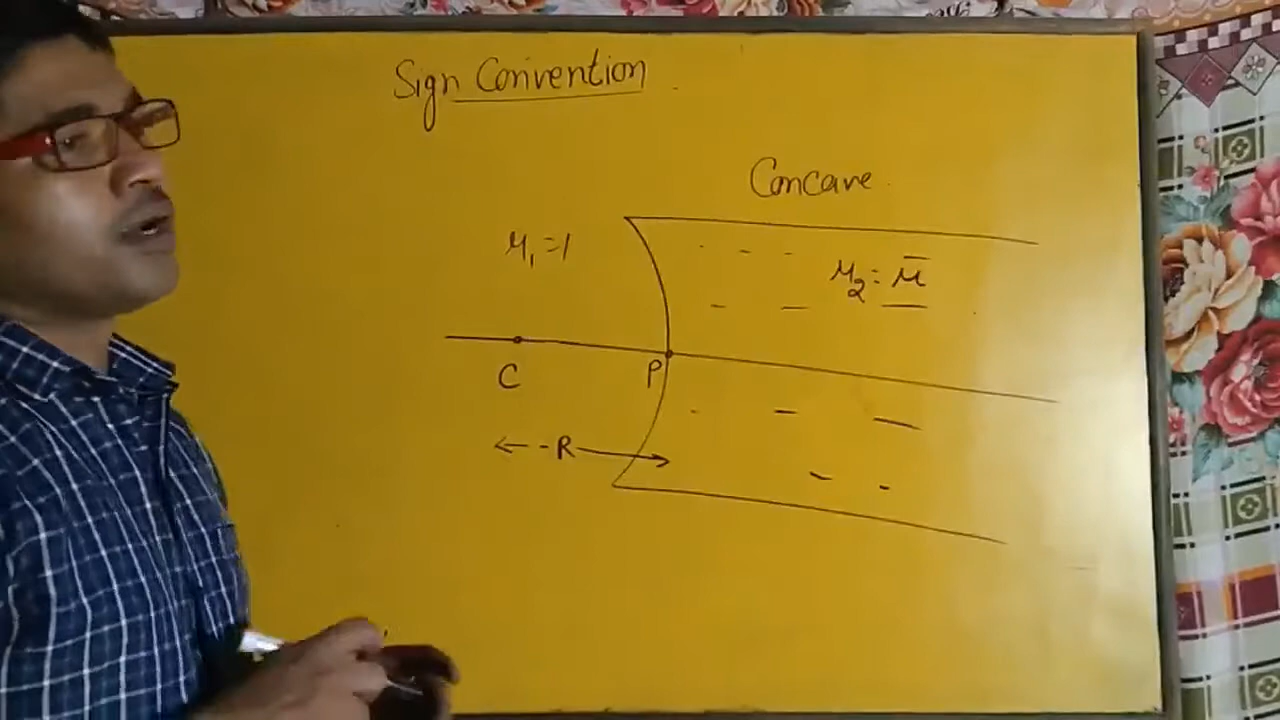 Sign Convention
Concave
μ₁ = 1
μ₂ = μ
C
P
-R